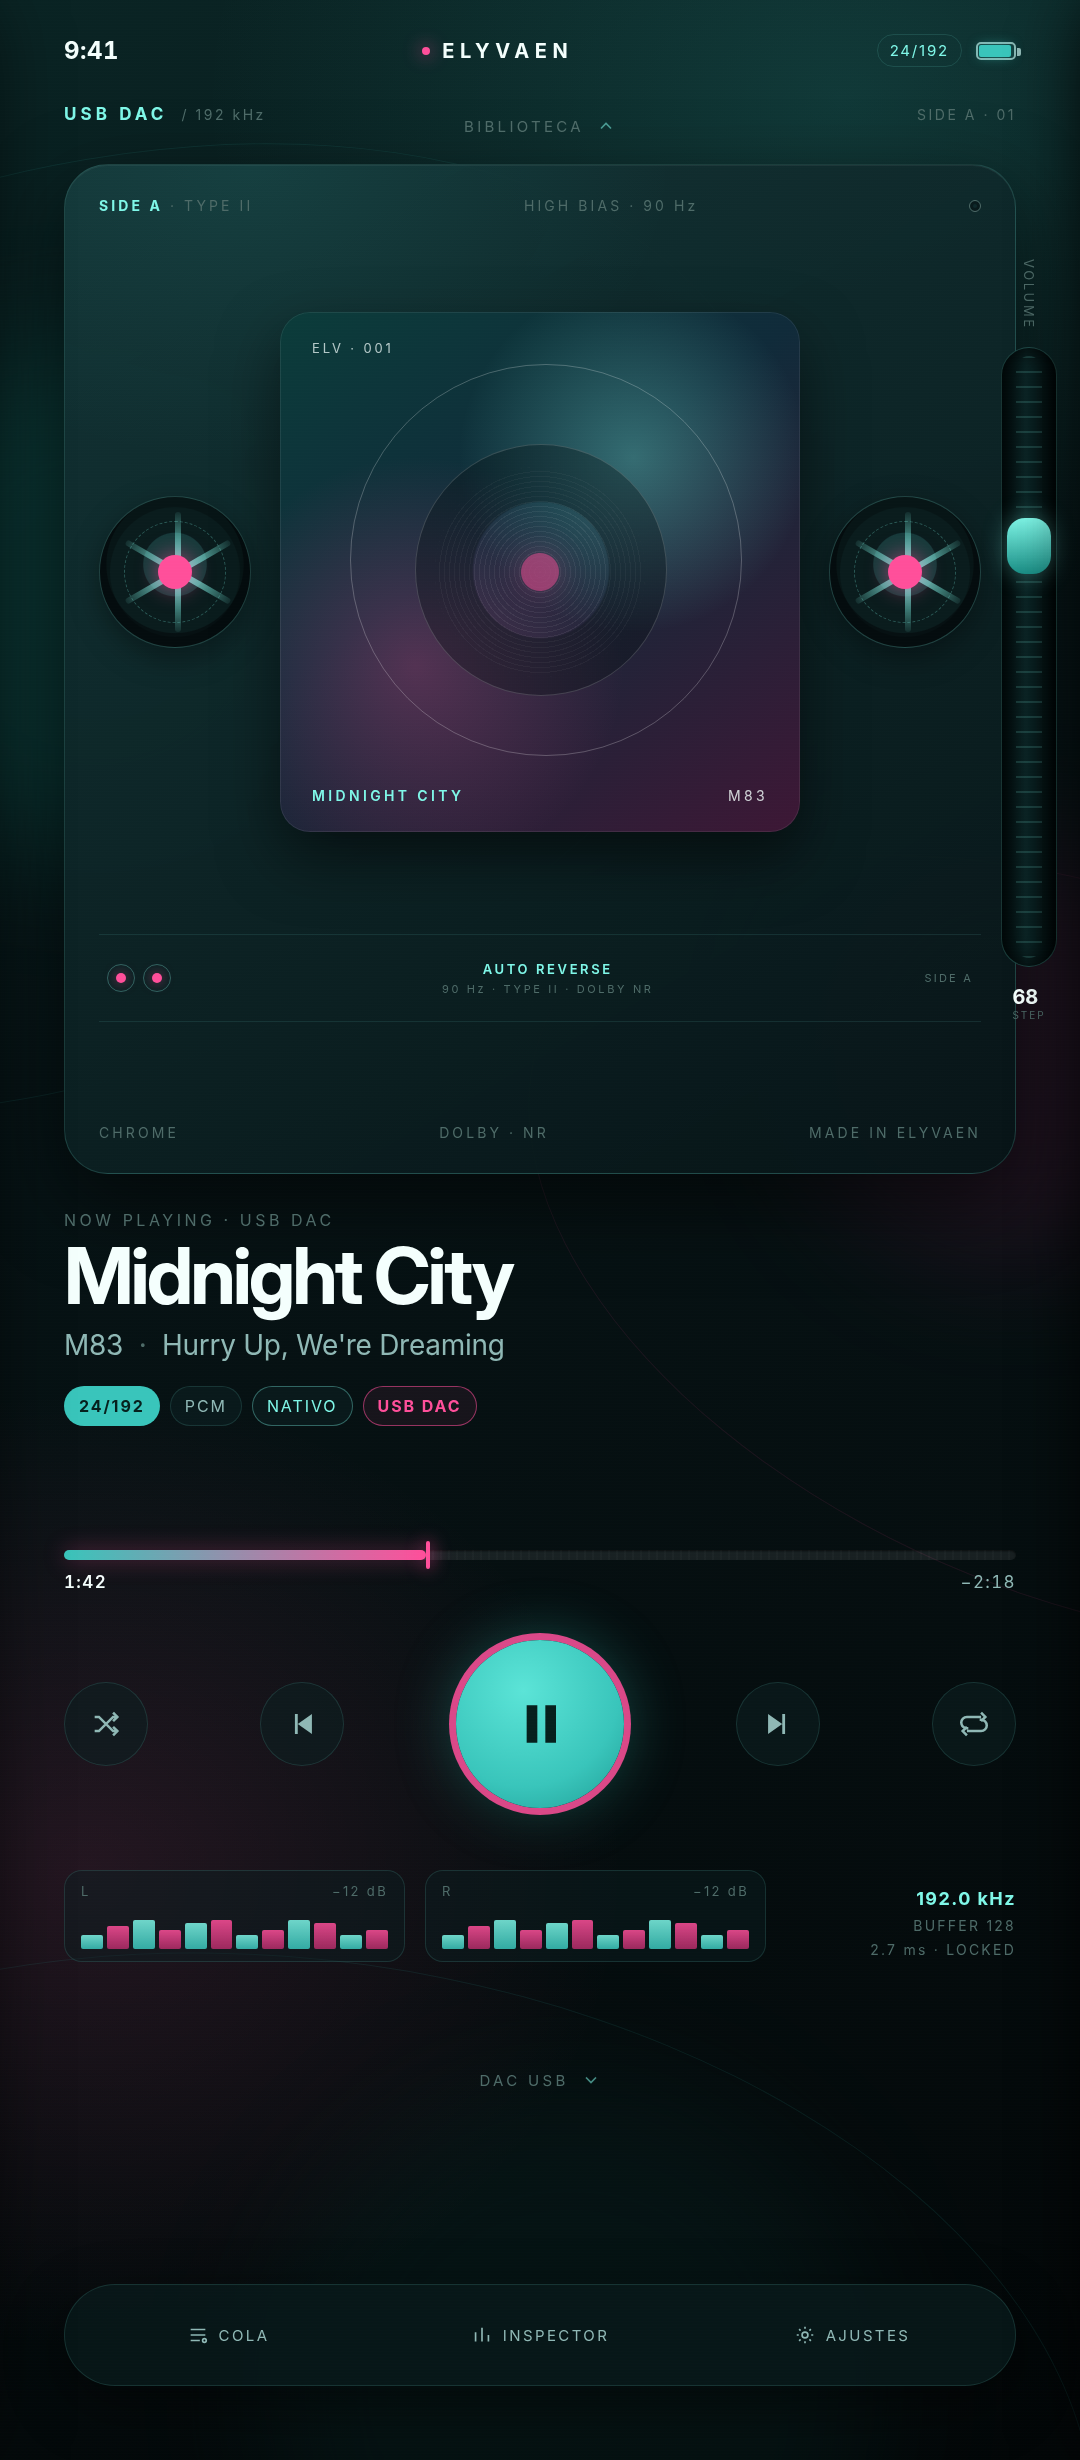 9:41
ELYVAEN
24/192
USB DAC / 192 kHz
BIBLIOTECA
SIDE A · 01
SIDE A · TYPE II
HIGH BIAS · 90 Hz
VOLUME
ELV · 001
MIDNIGHT CITY
M83
AUTO REVERSE
90 Hz · TYPE II · DOLBY NR
SIDE A
68
STEP
CHROME
DOLBY · NR
MADE IN ELYVAEN
NOW PLAYING · USB DAC
Midnight City
M83 · Hurry Up, We're Dreaming
24/192
PCM
NATIVO
USB DAC
1:42
−2:18
L
−12 dB
R
−12 dB
192.0 kHz
BUFFER 128
2.7 ms · LOCKED
DAC USB
COLA
INSPECTOR
AJUSTES